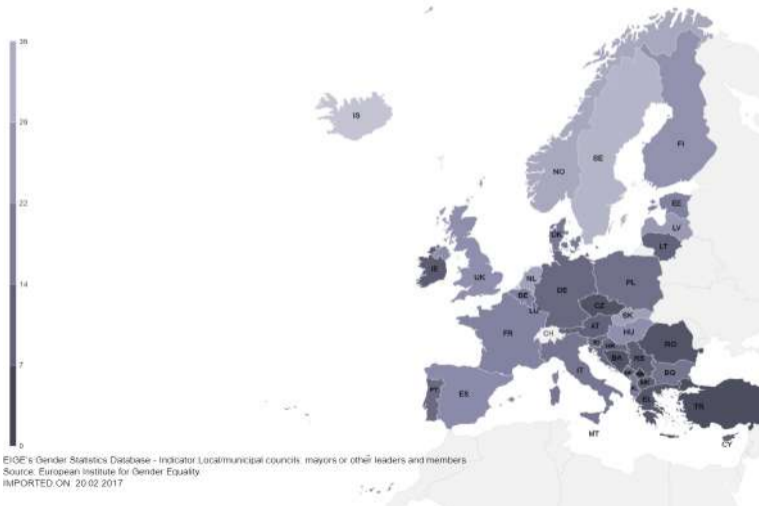 36
29
22
14
7
0
IS
NO
SE
FI
EE
LV
LT
DK
IE
UK
NL
BE
LU
DE
PL
CZ
SK
AT
HU
CH
FR
RO
BA
RS
BG
IT
PT
ES
MK
EL
TR
MT
CY
EIGE's Gender Statistics Database - Indicator:Local/municipal councils: mayors or other leaders and members
Source: European Institute for Gender Equality
IMPORTED ON: 20.02.2017